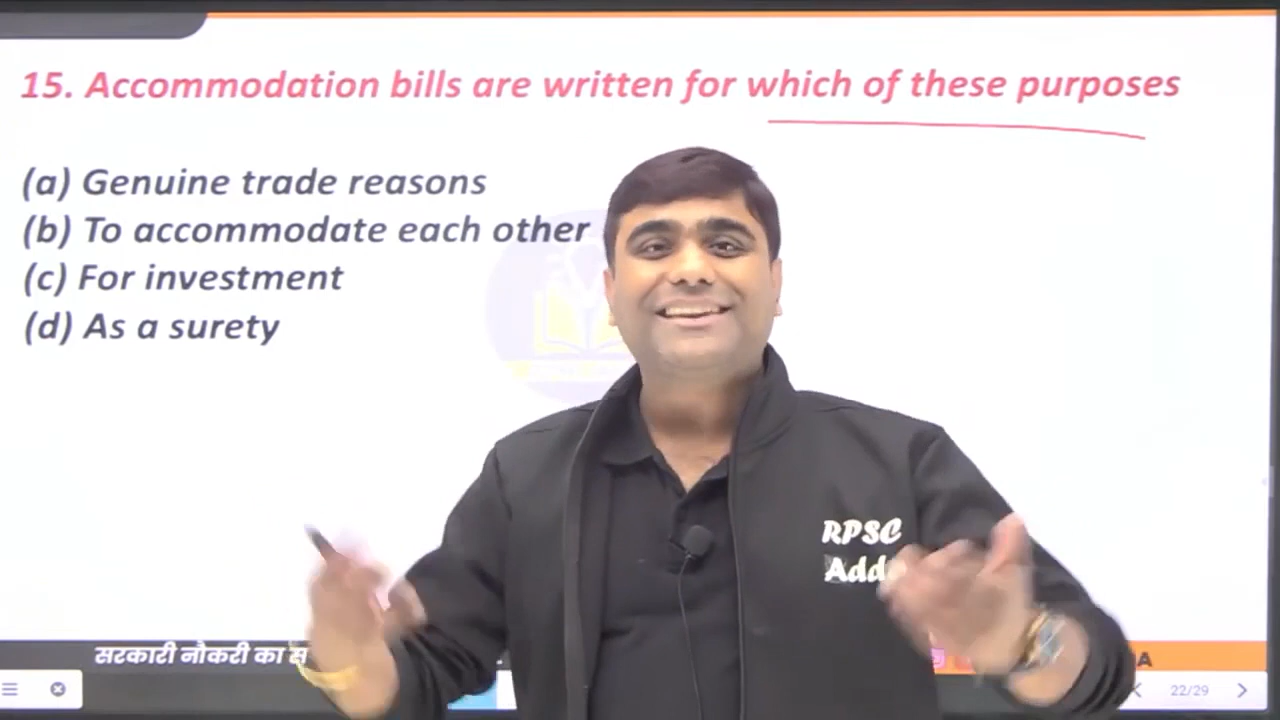 15. Accommodation bills are written for which of these purposes
(a) Genuine trade reasons
(b) To accommodate each other
(c) For investment
(d) As a surety
RPSC
सरकारी नौकरी का
22/29